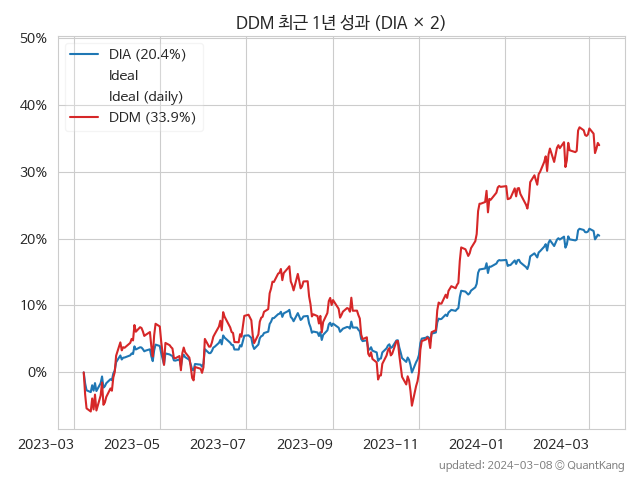 DDM 최근 1년 성과 (DIA × 2)
50%
40%
30%
20%
10%
0%
DIA (20.4%)
Ideal
Ideal (daily)
DDM (33.9%)
2023-03
2023-05
2023-07
2023-09
2023-11
2024-01
2024-03
updated: 2024-03-08 © QuantKang